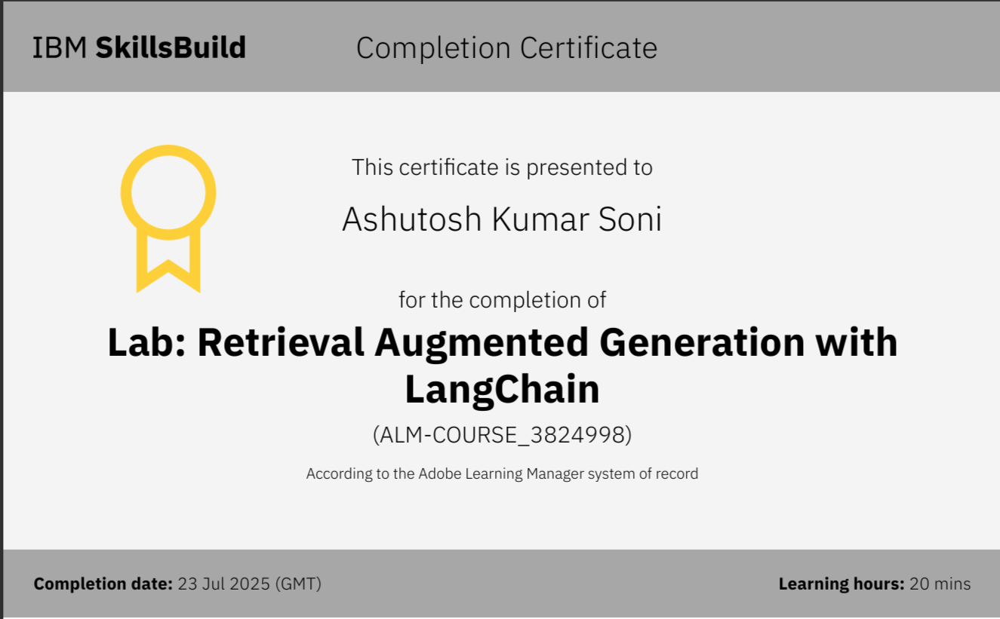 IBM SkillsBuild
Completion Certificate
This certificate is presented to
Ashutosh Kumar Soni
for the completion of
Lab: Retrieval Augmented Generation with
LangChain
(ALM-COURSE_3824998)
According to the Adobe Learning Manager system of record
Completion date: 23 Jul 2025 (GMT)
Learning hours: 20 mins